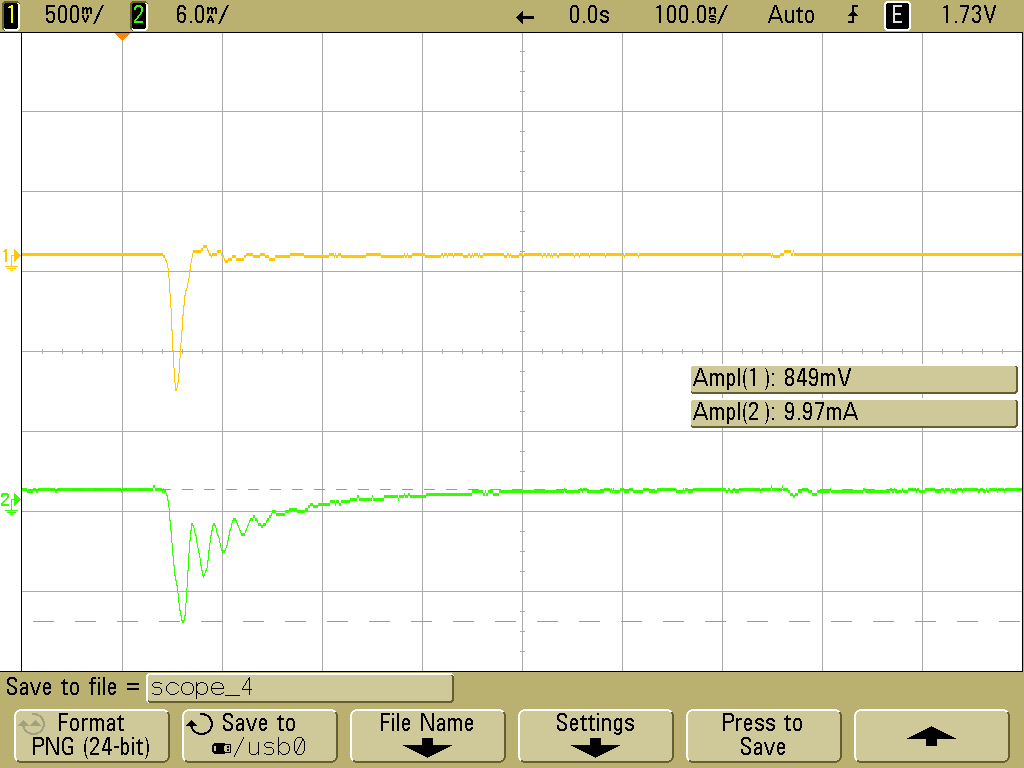 1 500mV/ 2 6.0mA/ ← 0.0s 100.0ns/ Auto E 1.73V
1
Ampl(1): 849mV
Ampl(2): 9.97mA
2
Save to file = scope_4
Format
PNG (24-bit)
Save to
/usb0
File Name
Settings
Press to
Save